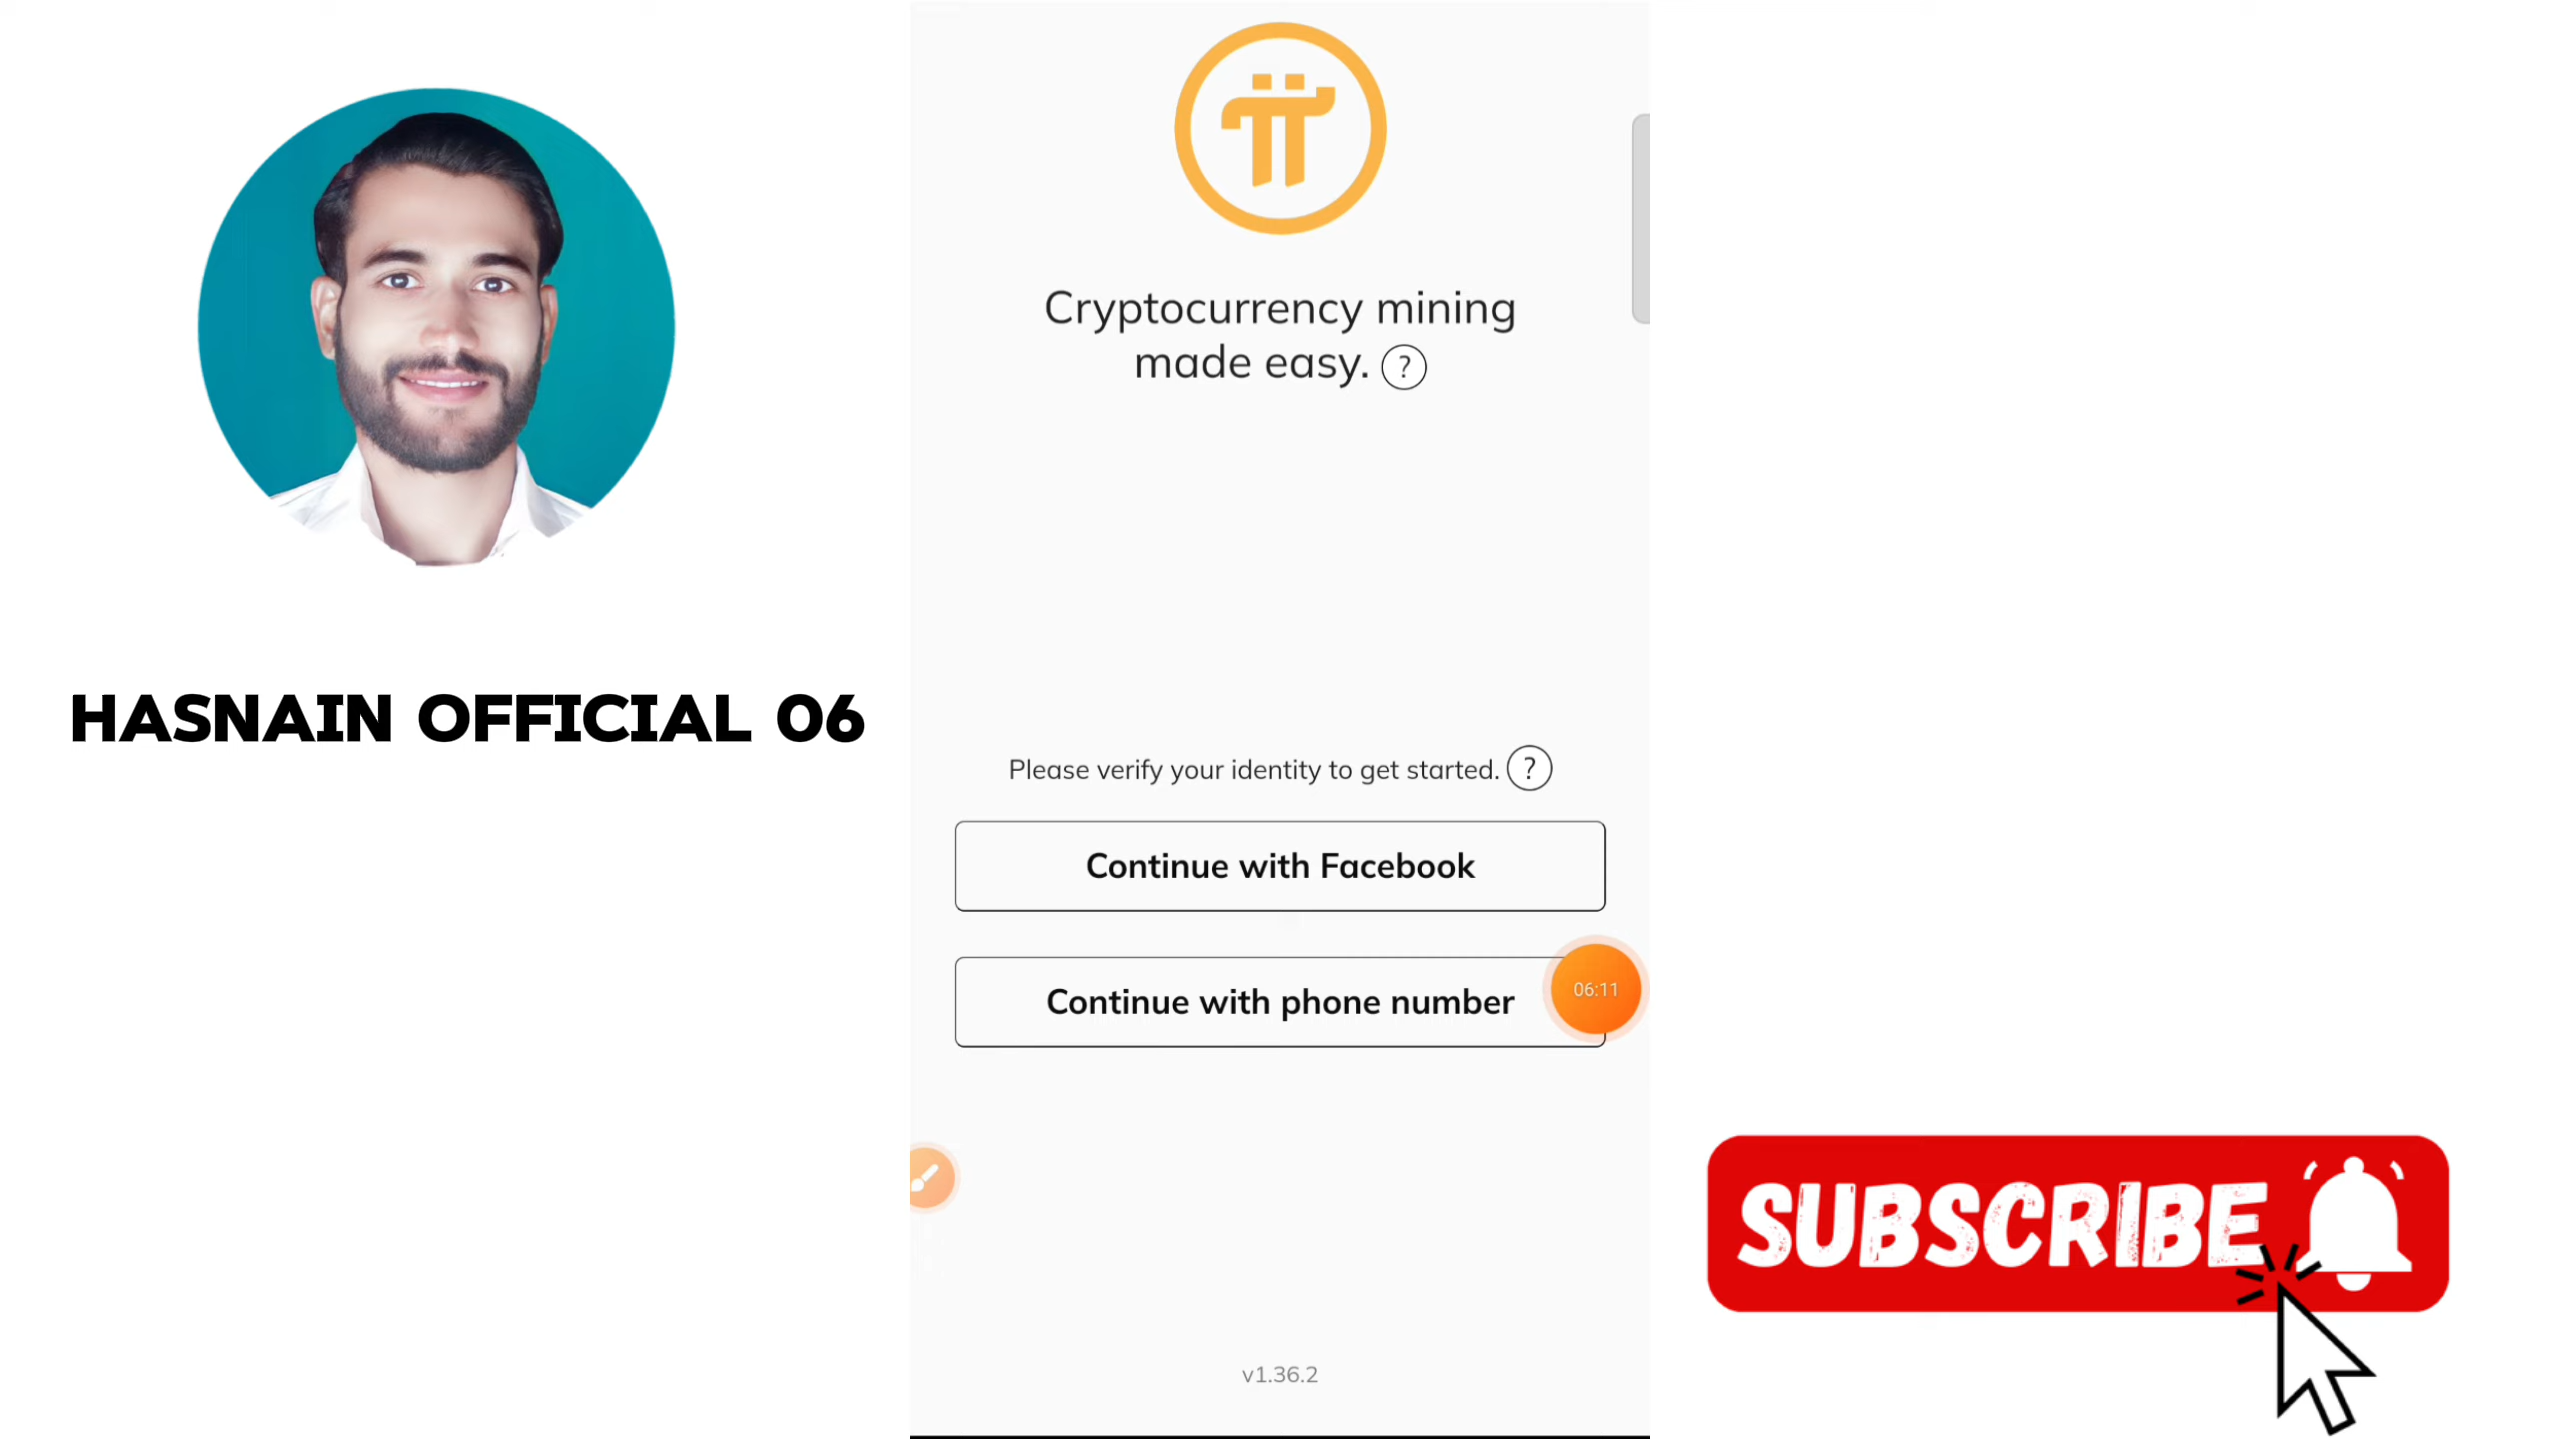 HASNAIN OFFICIAL 06
Cryptocurrency mining
made easy. ?
Please verify your identity to get started. ?
Continue with Facebook
Continue with phone number
06:11
v1.36.2
SUBSCRIBE